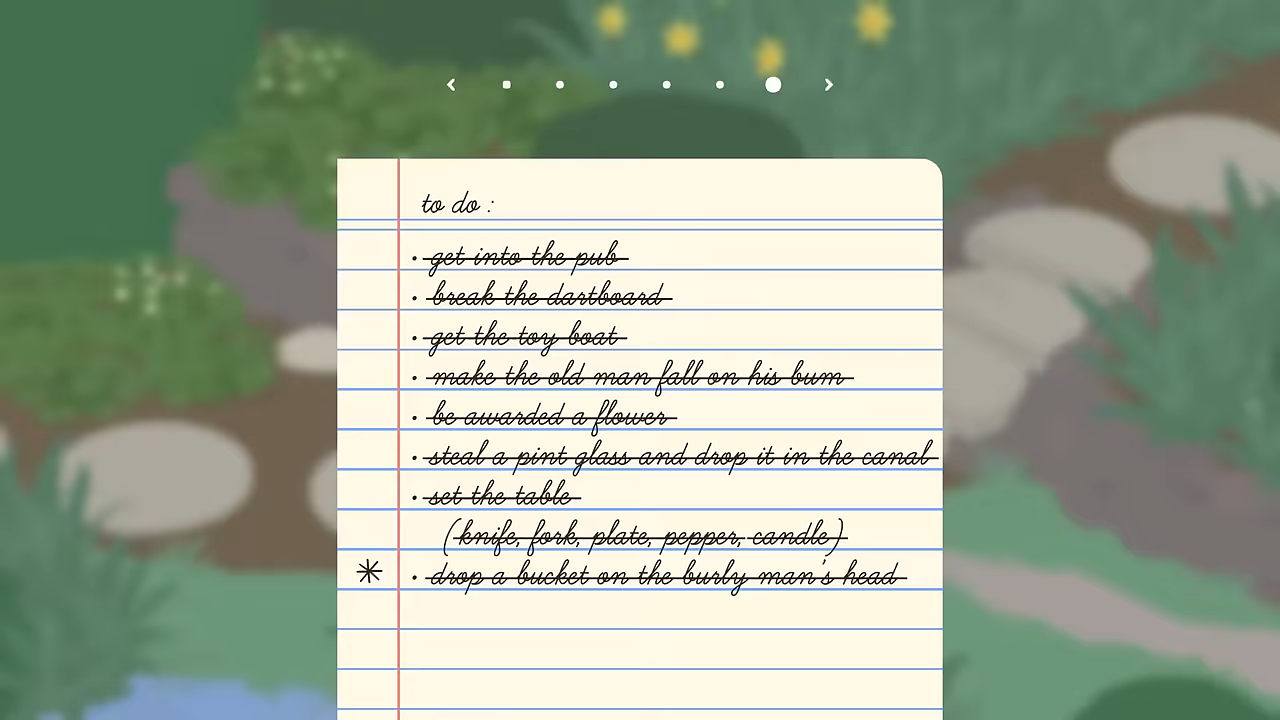 to do :
• get into the pub
• break the dartboard
• get the toy boat
• make the old man fall on his bum
• be awarded a flower
• steal a pint glass and drop it in the canal
• set the table
(knife, fork, plate, pepper, candle)
• drop a bucket on the burly man's head